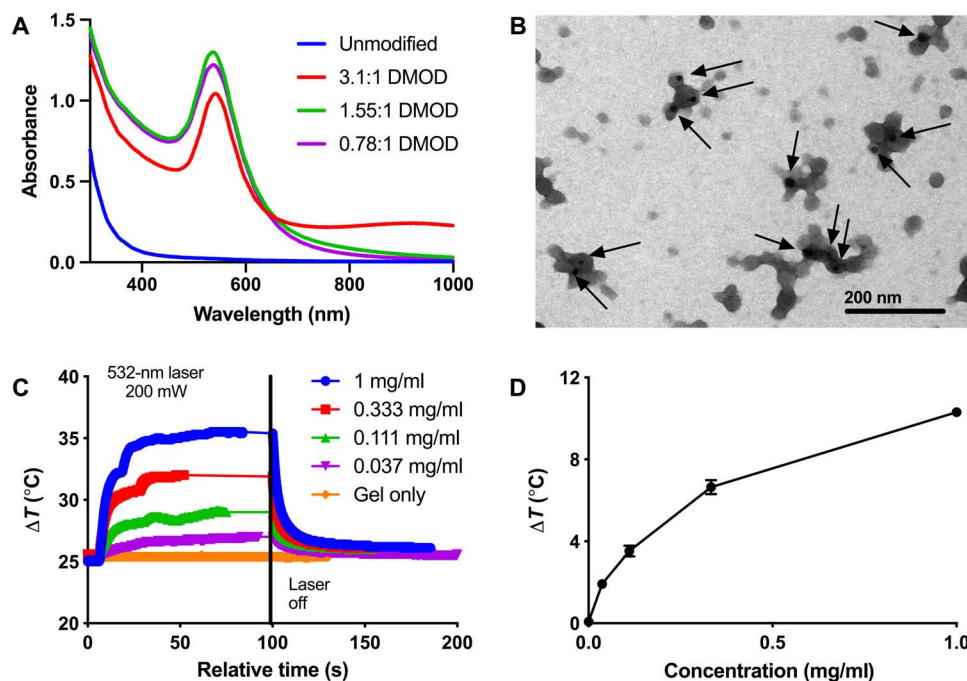 A
Absorbance
1.5
1.0
0.5
0.0
400
600
800
1000
Wavelength (nm)
Unmodified
3.1:1 DMOD
1.55:1 DMOD
0.78:1 DMOD
B
200 nm
C
ΔT (°C)
40
35
30
25
20
0
50
100
150
200
Relative time (s)
532-nm laser
200 mW
1 mg/ml
0.333 mg/ml
0.111 mg/ml
0.037 mg/ml
Gel only
Laser
off
D
ΔT (°C)
12
8
4
0
0.0
0.5
1.0
Concentration (mg/ml)